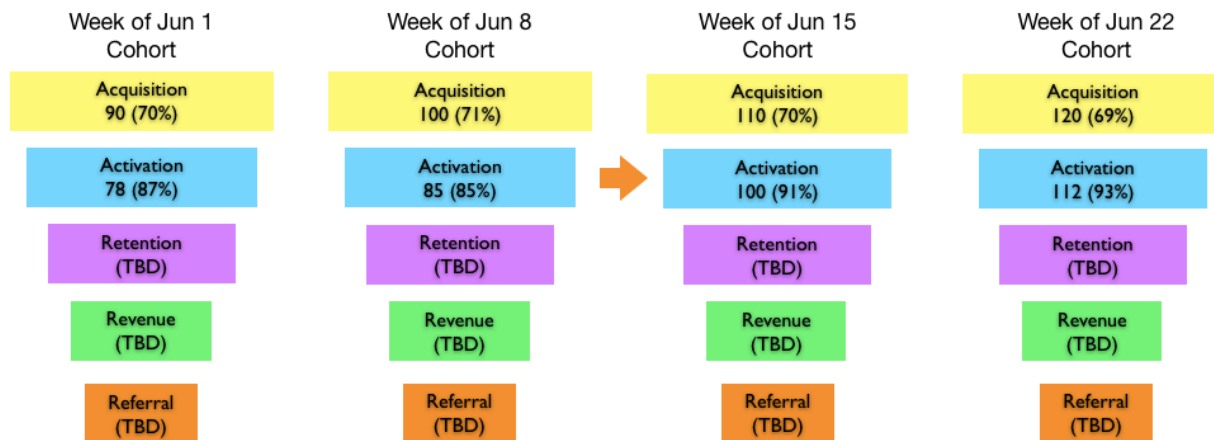 Week of Jun 1
Cohort
Acquisition
90 (70%)
Activation
78 (87%)
Retention
(TBD)
Revenue
(TBD)
Referral
(TBD)
Week of Jun 8
Cohort
Acquisition
100 (71%)
Activation
85 (85%)
Retention
(TBD)
Revenue
(TBD)
Referral
(TBD)
Week of Jun 15
Cohort
Acquisition
110 (70%)
Activation
100 (91%)
Retention
(TBD)
Revenue
(TBD)
Referral
(TBD)
Week of Jun 22
Cohort
Acquisition
120 (69%)
Activation
112 (93%)
Retention
(TBD)
Revenue
(TBD)
Referral
(TBD)